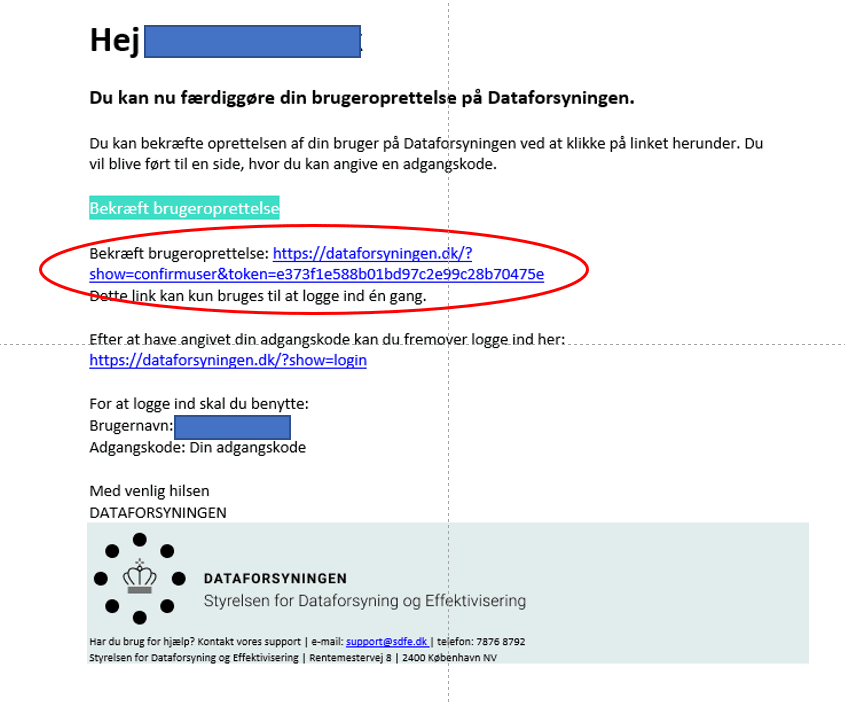 Hej
Du kan nu færdiggøre din brugeroprettelse på Dataforsyningen.
Du kan bekræfte oprettelsen af din bruger på Dataforsyningen ved at klikke på linket herunder. Du
vil blive ført til en side, hvor du kan angive en adgangskode.
Bekræft brugeroprettelse
Bekræft brugeroprettelse: https://dataforsyningen.dk/?
show=confirmuser&token=e373f1e588b01bd97c2e99c28b70475e
Dette link kan kun bruges til at logge ind én gang.
Efter at have angivet din adgangskode kan du fremover logge ind her:
https://dataforsyningen.dk/?show=login
For at logge ind skal du benytte:
Brugernavn:
Adgangskode: Din adgangskode
Med venlig hilsen
DATAFORSYNINGEN
DATAFORSYNINGEN
Styrelsen for Dataforsyning og Effektivisering
Har du brug for hjælp? Kontakt vores support | e-mail: support@sdfe.dk | telefon: 7876 8792
Styrelsen for Dataforsyning og Effektivisering | Rentemestervej 8 | 2400 København NV